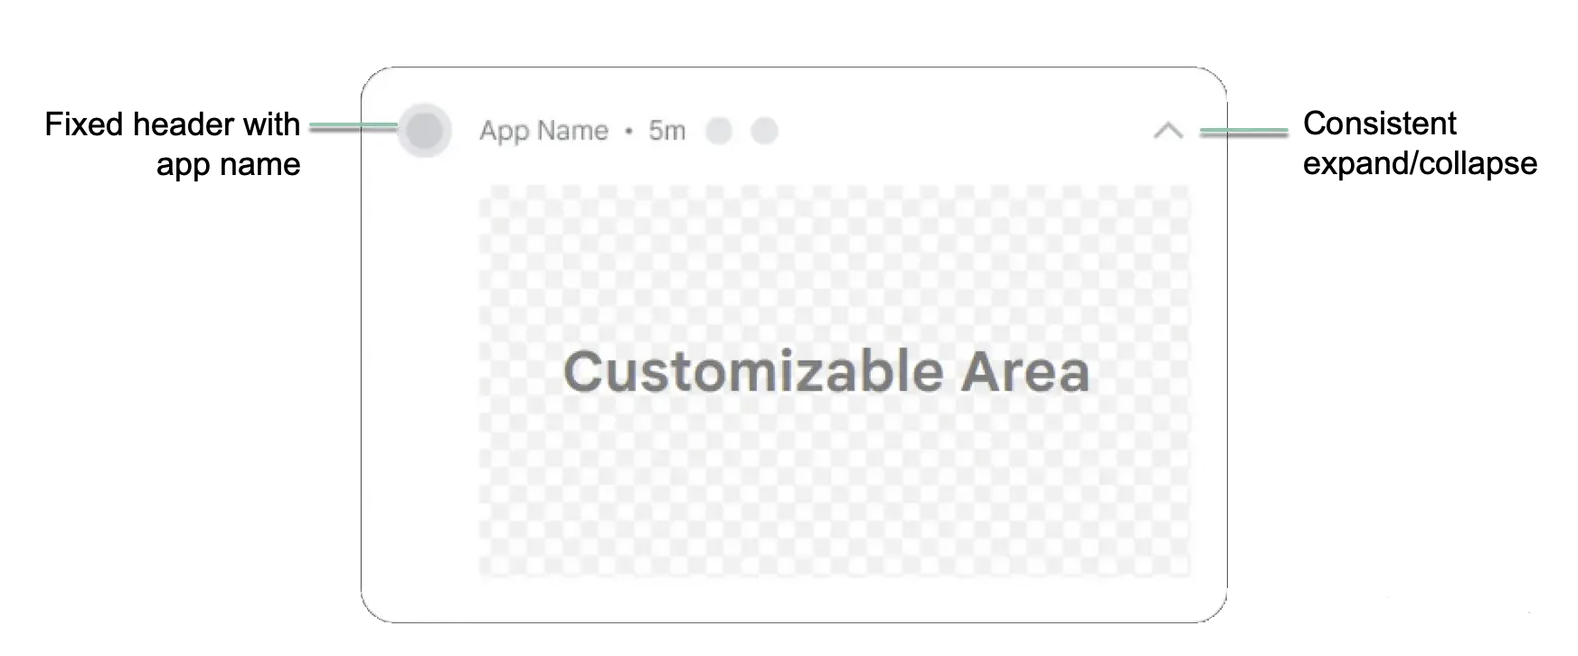 Fixed header with
app name
App Name • 5m
Consistent
expand/collapse
Customizable Area